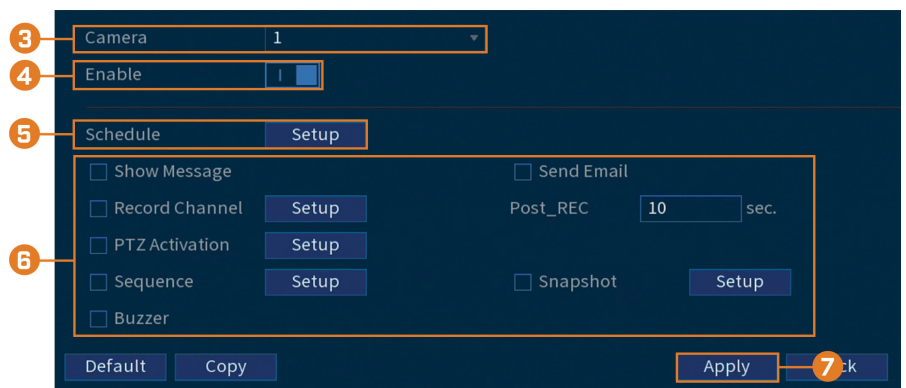 3 Camera 1
4 Enable
5 Schedule Setup
Show Message Send Email
Record Channel Setup Post_REC 10 sec.
PTZ Activation Setup
6
Sequence Setup Snapshot Setup
Buzzer
Default Copy Apply 7 ck